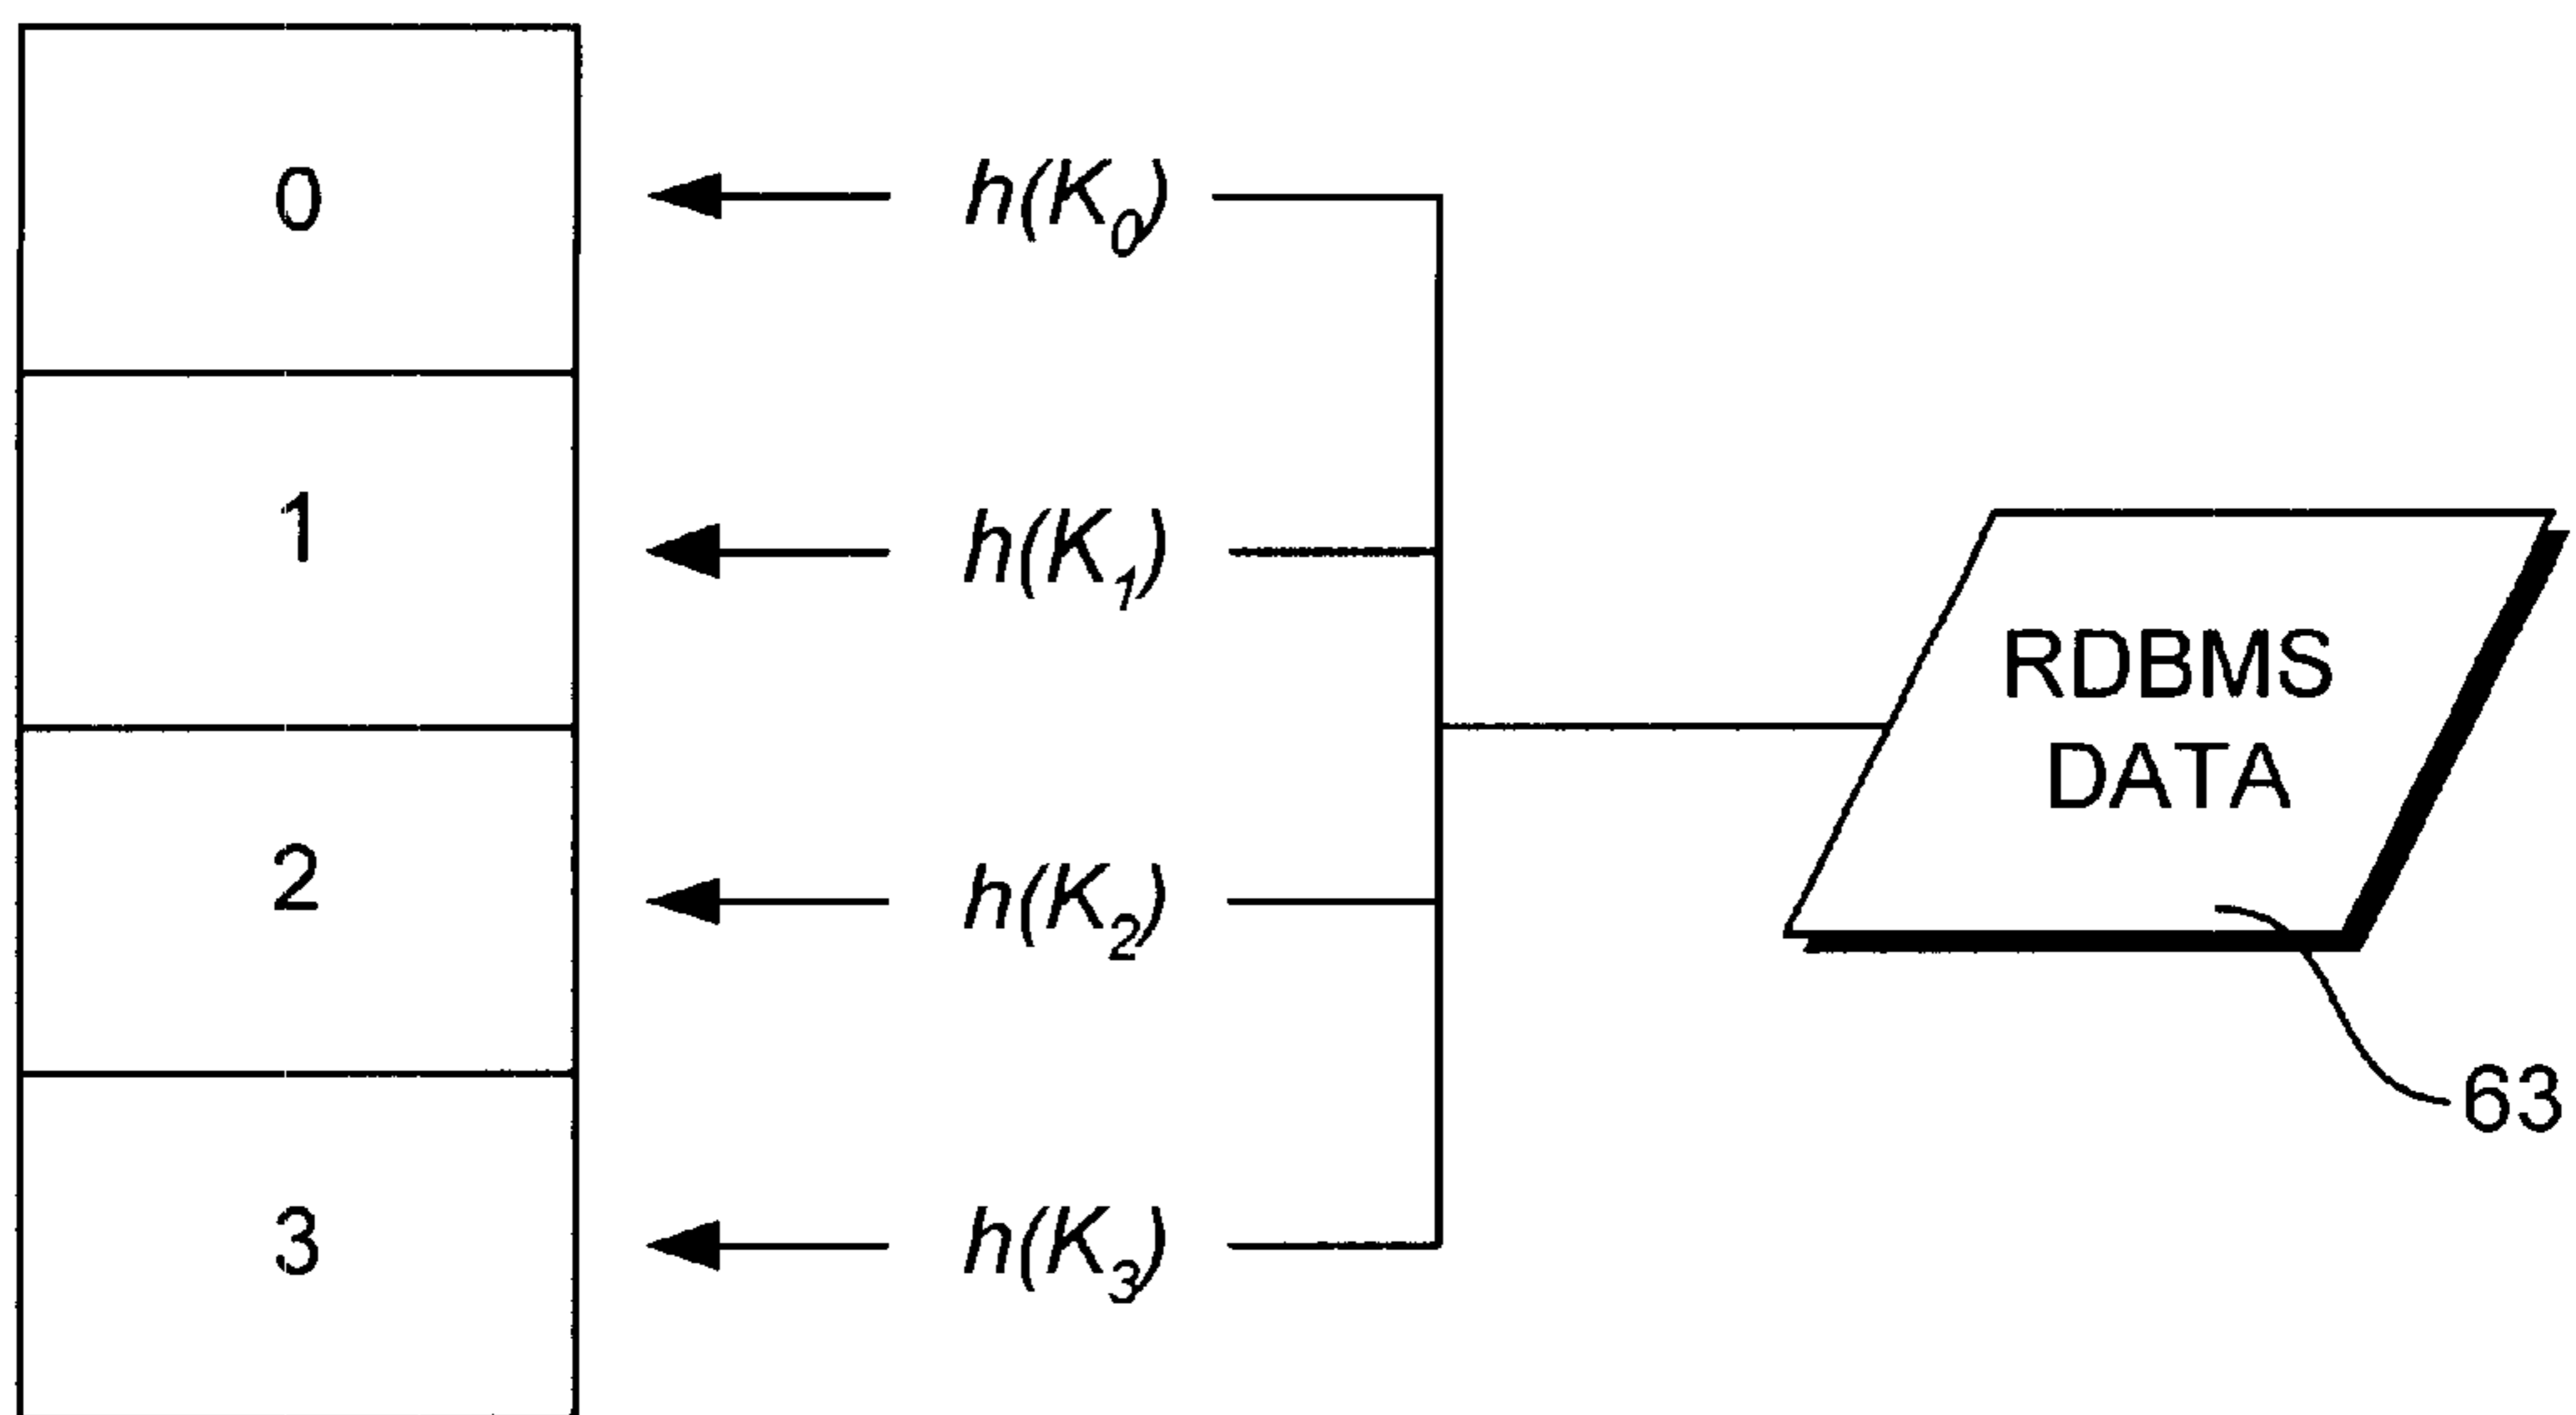 0
h(K₀)
1
h(K₁)
RDBMS
DATA
2
h(K₂)
63
3
h(K₃)